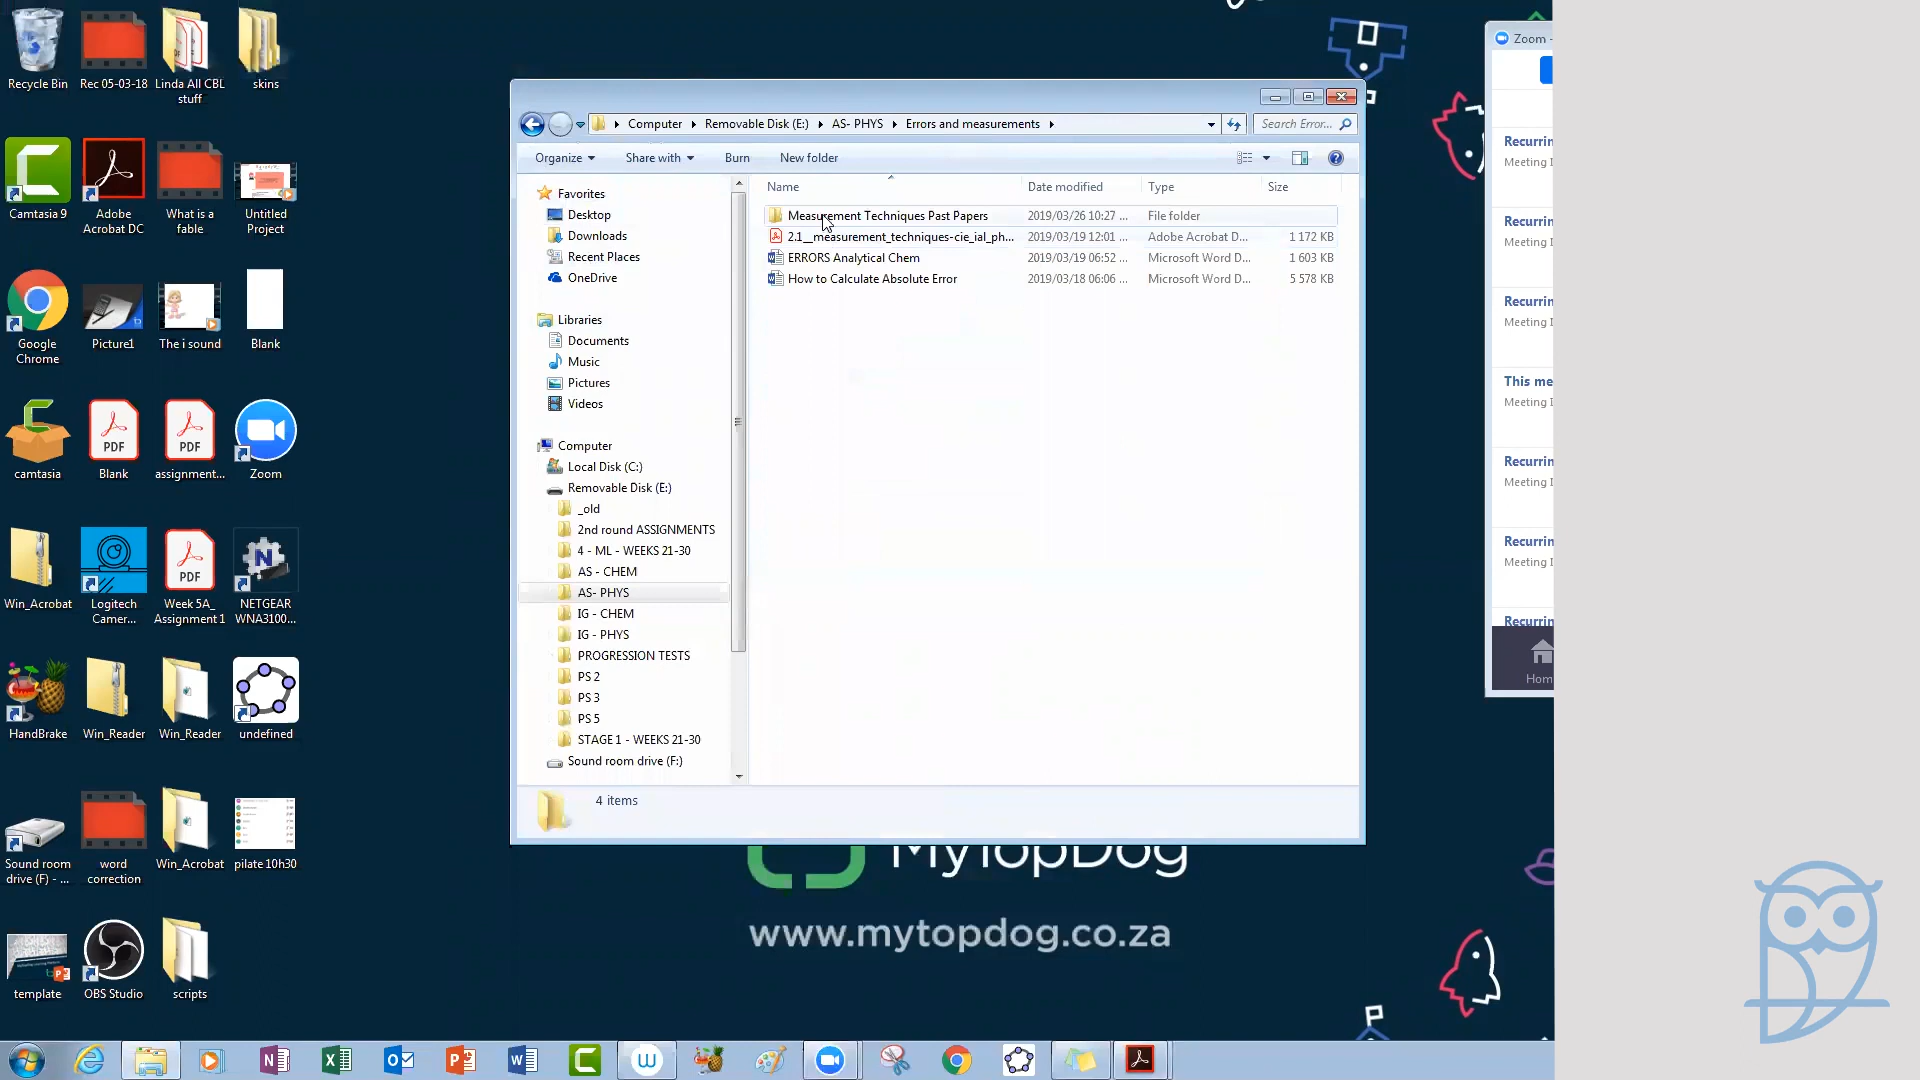 Recycle Bin
Rec 05-03-18
Linda All CBL
stuff
skins
Camtasia 9
Adobe
Acrobat DC
What is a
fable
Untitled
Project
Google
Chrome
Picture1
The i sound
Blank
camtasia
Blank
assignment...
Zoom
Win_Acrobat
Logitech
Camer...
Week 5A_
Assignment 1
NETGEAR
WNA3100...
HandBrake
Win_Reader
Win_Reader
undefined
Sound room
drive (F) - ...
word
correction
Win_Acrobat
pilate 10h30
template
OBS Studio
scripts
Computer
Removable Disk (E:)
AS- PHYS
Errors and measurements
Search Error...
Organize
Share with
Burn
New folder
Favorites
Desktop
Downloads
Recent Places
OneDrive
Libraries
Documents
Music
Pictures
Videos
Computer
Local Disk (C:)
Removable Disk (E:)
_old
2nd round ASSIGNMENTS
4 - ML - WEEKS 21-30
AS - CHEM
AS- PHYS
IG - CHEM
IG - PHYS
PROGRESSION TESTS
PS 2
PS 3
PS 5
STAGE 1 - WEEKS 21-30
Sound room drive (F:)
Name Date modified Type Size
Measurement Techniques Past Papers 2019/03/26 10:27 ... File folder
2.1__measurement_techniques-cie_ial_ph... 2019/03/19 12:01 ... Adobe Acrobat D... 1 172 KB
ERRORS Analytical Chem 2019/03/19 06:52 ... Microsoft Word D... 1 603 KB
How to Calculate Absolute Error 2019/03/18 06:06 ... Microsoft Word D... 5 578 KB
4 items
MyTopDog
www.mytopdog.co.za
Zoom -
Recurrin
Meeting I
Recurrin
Meeting I
Recurrin
Meeting I
This me
Meeting I
Recurrin
Meeting I
Recurrin
Meeting I
Recurrin
Hom